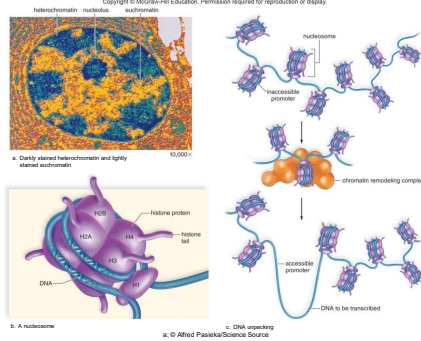 Copyright © McGraw-Hill Education. Permission required for reproduction or display.
heterochromatin nucleolus euchromatin
10,000×
a. Darkly stained heterochromatin and lightly
stained euchromatin
H2B
H2A
H4
H3
H1
histone protein
histone
tail
DNA
b. A nucleosome
nucleosome
inaccessible
promoter
chromatin remodeling complex
accessible
promoter
DNA to be transcribed
c. DNA unpacking
a; © Alfred Pasieka/Science Source